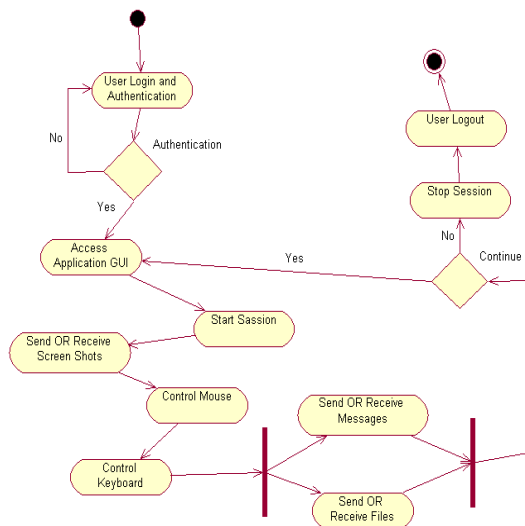 User Login and
Authentication
No
Authentication
Yes
Access
Application GUI
Start Sassion
Send OR Receive
Screen Shots
Control Mouse
Control
Keyboard
Send OR Receive
Messages
Send OR
Receive Files
Continue
Yes
No
Stop Session
User Logout